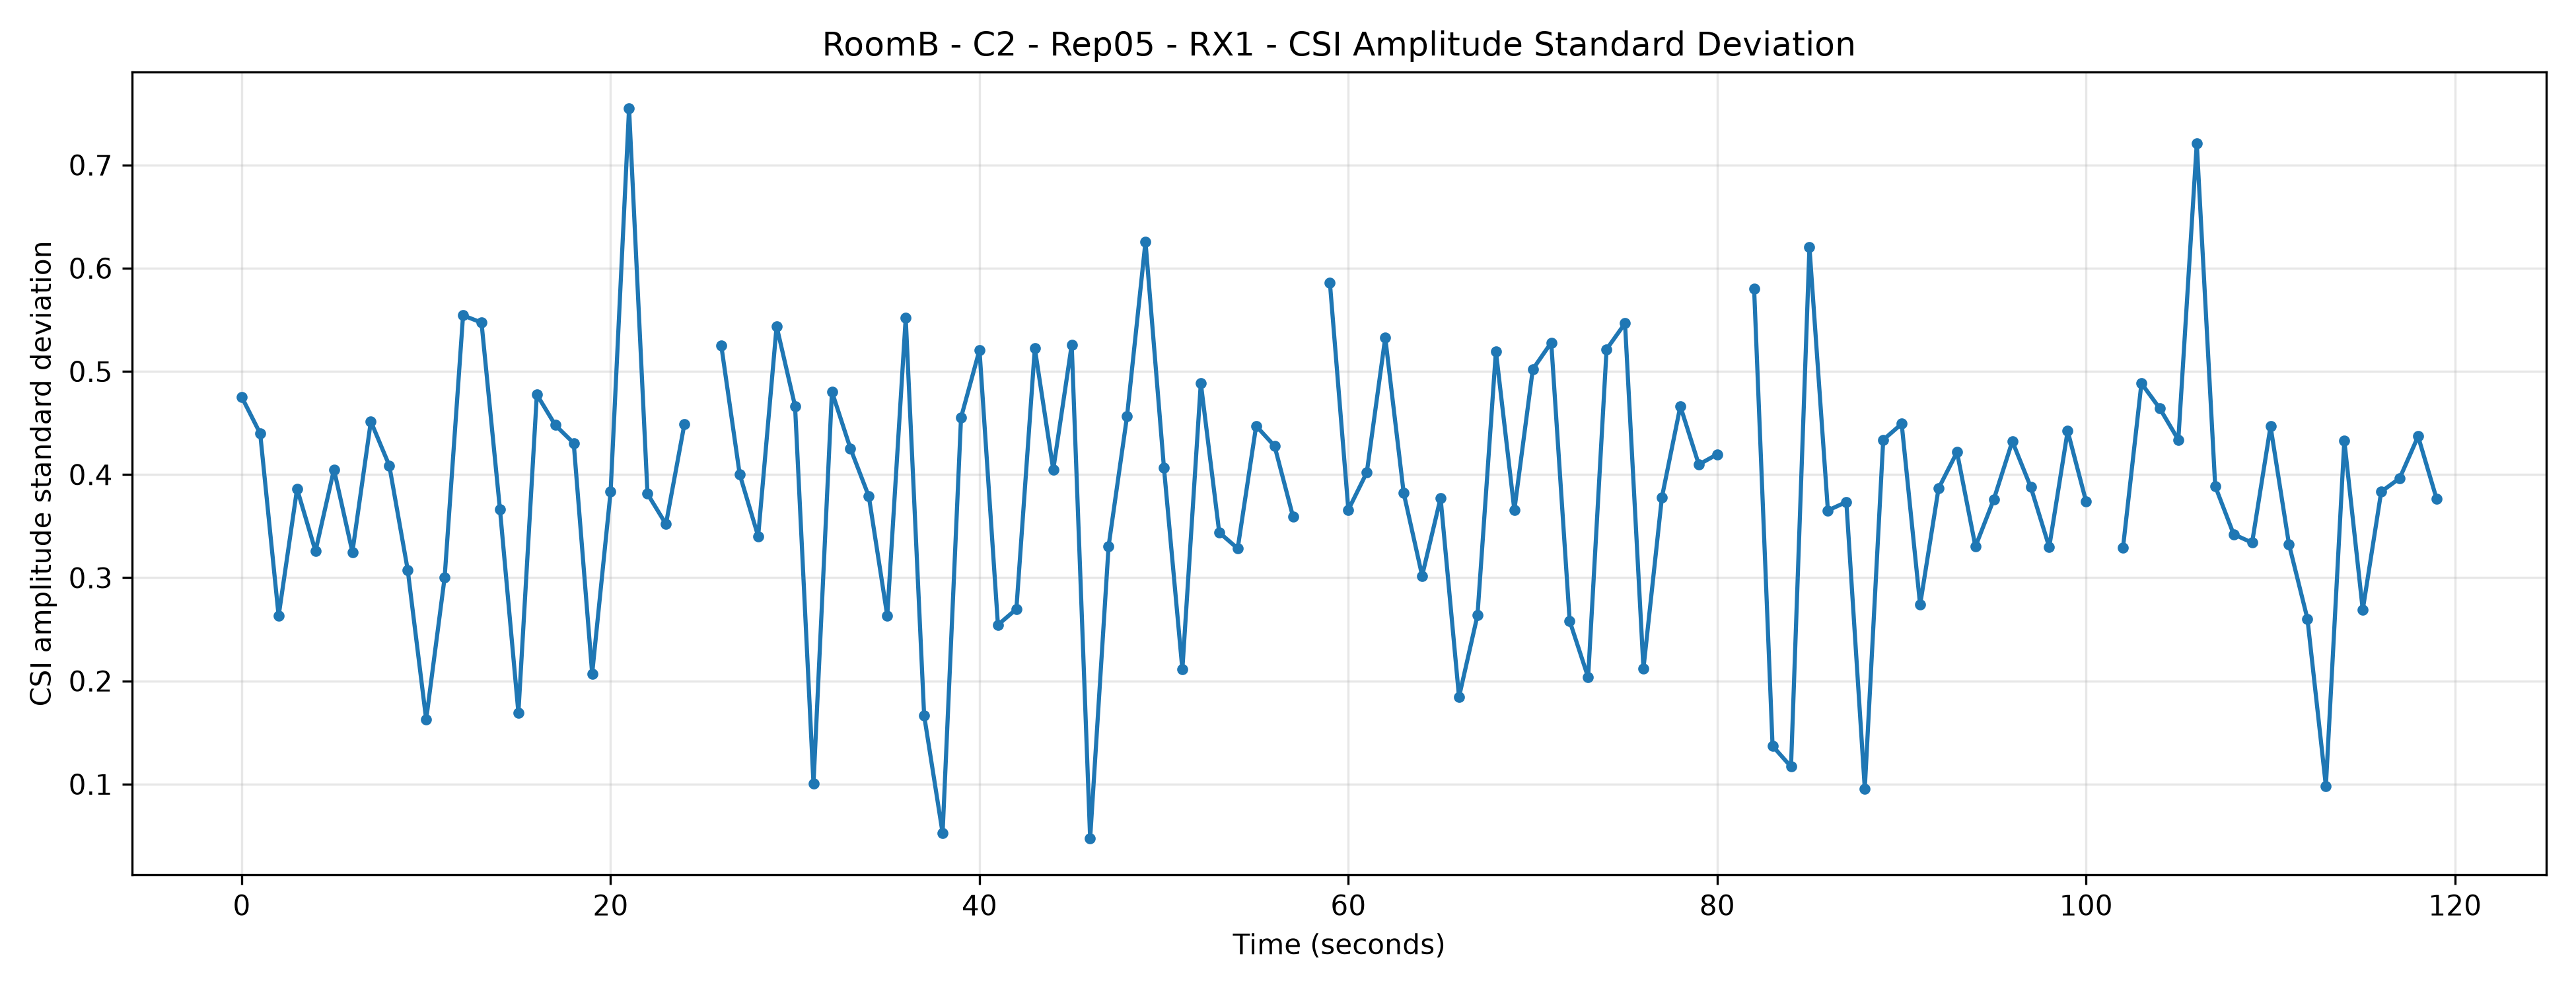 RoomB - C2 - Rep05 - RX1 - CSI Amplitude Standard Deviation
CSI amplitude standard deviation
0.7
0.6
0.5
0.4
0.3
0.2
0.1
0 20 40 60 80 100 120
Time (seconds)